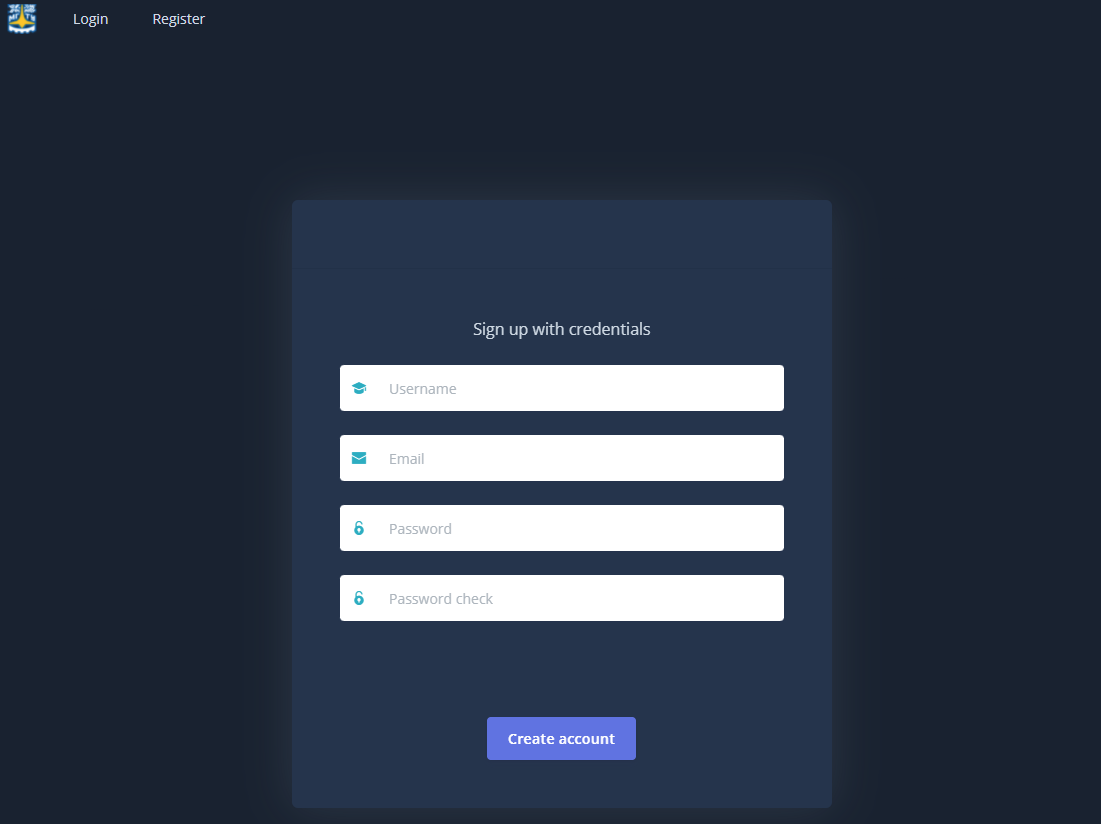 Login Register
Sign up with credentials
Username
Email
Password
Password check
Create account